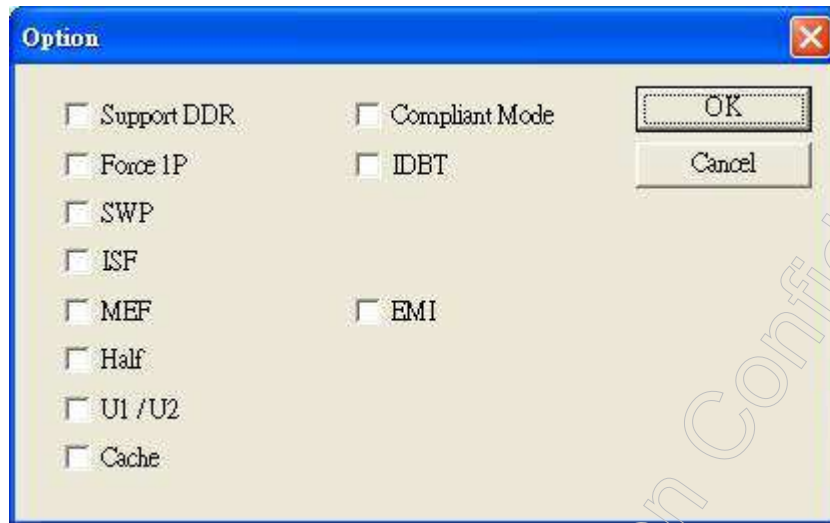 Option
Support DDR
Compliant Mode
OK
Force 1P
IDBT
Cancel
SWP
ISF
MEF
EMI
Half
U1 / U2
Cache